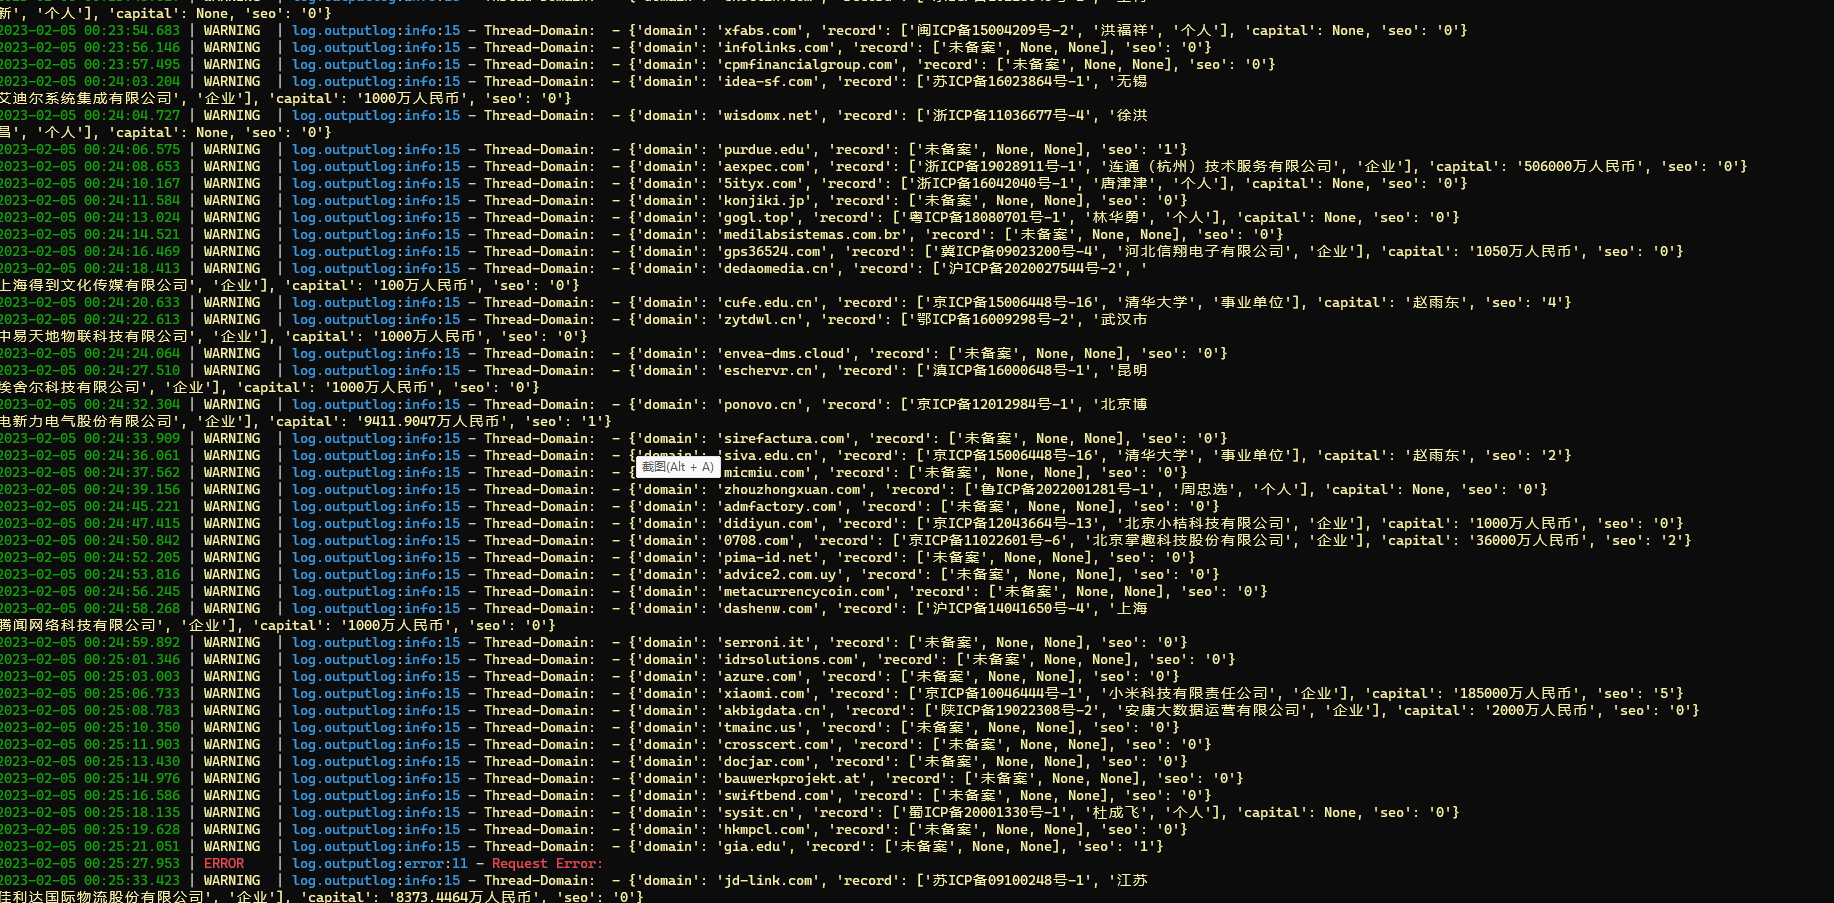 新', '个人'], 'capital': None, 'seo': '0'}
2023-02-05 00:23:54.683 | WARNING  | log.outputlog:info:15 - Thread-Domain:  - {'domain': 'xfabs.com', 'record': ['闽ICP备15004209号-2', '洪福祥', '个人'], 'capital': None, 'seo': '0'}
2023-02-05 00:23:56.146 | WARNING  | log.outputlog:info:15 - Thread-Domain:  - {'domain': 'infolinks.com', 'record': ['未备案', None, None], 'seo': '0'}
2023-02-05 00:23:57.495 | WARNING  | log.outputlog:info:15 - Thread-Domain:  - {'domain': 'cpmfinancialgroup.com', 'record': ['未备案', None, None], 'seo': '0'}
2023-02-05 00:24:03.204 | WARNING  | log.outputlog:info:15 - Thread-Domain:  - {'domain': 'idea-sf.com', 'record': ['苏ICP备16023864号-1', '无锡
艾迪尔系统集成有限公司', '企业'], 'capital': '1000万人民币', 'seo': '0'}
2023-02-05 00:24:04.727 | WARNING  | log.outputlog:info:15 - Thread-Domain:  - {'domain': 'wisdomx.net', 'record': ['浙ICP备11036677号-4', '徐洪
昌', '个人'], 'capital': None, 'seo': '0'}
2023-02-05 00:24:06.575 | WARNING  | log.outputlog:info:15 - Thread-Domain:  - {'domain': 'purdue.edu', 'record': ['未备案', None, None], 'seo': '1'}
2023-02-05 00:24:08.653 | WARNING  | log.outputlog:info:15 - Thread-Domain:  - {'domain': 'aexpec.com', 'record': ['浙ICP备19028911号-1', '连通（杭州）技术服务有限公司', '企业'], 'capital': '506000万人民币', 'seo': '0'}
2023-02-05 00:24:10.167 | WARNING  | log.outputlog:info:15 - Thread-Domain:  - {'domain': '5ityx.com', 'record': ['浙ICP备16042040号-1', '唐津津', '个人'], 'capital': None, 'seo': '0'}
2023-02-05 00:24:11.584 | WARNING  | log.outputlog:info:15 - Thread-Domain:  - {'domain': 'konjiki.jp', 'record': ['未备案', None, None], 'seo': '0'}
2023-02-05 00:24:13.024 | WARNING  | log.outputlog:info:15 - Thread-Domain:  - {'domain': 'gogl.top', 'record': ['粤ICP备18080701号-1', '林华勇', '个人'], 'capital': None, 'seo': '0'}
2023-02-05 00:24:14.521 | WARNING  | log.outputlog:info:15 - Thread-Domain:  - {'domain': 'medilabsistemas.com.br', 'record': ['未备案', None, None], 'seo': '0'}
2023-02-05 00:24:16.469 | WARNING  | log.outputlog:info:15 - Thread-Domain:  - {'domain': 'gps36524.com', 'record': ['冀ICP备09023200号-4', '河北信翔电子有限公司', '企业'], 'capital': '1050万人民币', 'seo': '0'}
2023-02-05 00:24:18.413 | WARNING  | log.outputlog:info:15 - Thread-Domain:  - {'domain': 'dedaomedia.cn', 'record': ['沪ICP备2020027544号-2', '
上海得到文化传媒有限公司', '企业'], 'capital': '100万人民币', 'seo': '0'}
2023-02-05 00:24:20.633 | WARNING  | log.outputlog:info:15 - Thread-Domain:  - {'domain': 'cufe.edu.cn', 'record': ['京ICP备15006448号-16', '清华大学', '事业单位'], 'capital': '赵雨东', 'seo': '4'}
2023-02-05 00:24:22.613 | WARNING  | log.outputlog:info:15 - Thread-Domain:  - {'domain': 'zytdwl.cn', 'record': ['鄂ICP备16009298号-2', '武汉市
中易天地物联科技有限公司', '企业'], 'capital': '1000万人民币', 'seo': '0'}
2023-02-05 00:24:24.064 | WARNING  | log.outputlog:info:15 - Thread-Domain:  - {'domain': 'envea-dms.cloud', 'record': ['未备案', None, None], 'seo': '0'}
2023-02-05 00:24:27.510 | WARNING  | log.outputlog:info:15 - Thread-Domain:  - {'domain': 'eschervr.cn', 'record': ['滇ICP备16000648号-1', '昆明
埃舍尔科技有限公司', '企业'], 'capital': '1000万人民币', 'seo': '0'}
2023-02-05 00:24:32.304 | WARNING  | log.outputlog:info:15 - Thread-Domain:  - {'domain': 'ponovo.cn', 'record': ['京ICP备12012984号-1', '北京博
电新力电气股份有限公司', '企业'], 'capital': '9411.9047万人民币', 'seo': '1'}
2023-02-05 00:24:33.909 | WARNING  | log.outputlog:info:15 - Thread-Domain:  - {'domain': 'sirefactura.com', 'record': ['未备案', None, None], 'seo': '0'}
2023-02-05 00:24:36.061 | WARNING  | log.outputlog:info:15 - Thread-Domain:  - {'domain': 'siva.edu.cn', 'record': ['京ICP备15006448号-16', '清华大学', '事业单位'], 'capital': '赵雨东', 'seo': '2'}
截图(Alt + A)
2023-02-05 00:24:37.562 | WARNING  | log.outputlog:info:15 - Thread-Domain:  - {'micmiu.com', 'record': ['未备案', None, None], 'seo': '0'}
2023-02-05 00:24:39.156 | WARNING  | log.outputlog:info:15 - Thread-Domain:  - {'domain': 'zhouzhongxuan.com', 'record': ['鲁ICP备2022001281号-1', '周忠选', '个人'], 'capital': None, 'seo': '0'}
2023-02-05 00:24:45.221 | WARNING  | log.outputlog:info:15 - Thread-Domain:  - {'domain': 'admfactory.com', 'record': ['未备案', None, None], 'seo': '0'}
2023-02-05 00:24:47.415 | WARNING  | log.outputlog:info:15 - Thread-Domain:  - {'domain': 'didiyun.com', 'record': ['京ICP备12043664号-13', '北京小桔科技有限公司', '企业'], 'capital': '1000万人民币', 'seo': '0'}
2023-02-05 00:24:50.842 | WARNING  | log.outputlog:info:15 - Thread-Domain:  - {'domain': '0708.com', 'record': ['京ICP备11022601号-6', '北京掌趣科技股份有限公司', '企业'], 'capital': '36000万人民币', 'seo': '2'}
2023-02-05 00:24:52.205 | WARNING  | log.outputlog:info:15 - Thread-Domain:  - {'domain': 'pima-id.net', 'record': ['未备案', None, None], 'seo': '0'}
2023-02-05 00:24:53.816 | WARNING  | log.outputlog:info:15 - Thread-Domain:  - {'domain': 'advice2.com.uy', 'record': ['未备案', None, None], 'seo': '0'}
2023-02-05 00:24:56.245 | WARNING  | log.outputlog:info:15 - Thread-Domain:  - {'domain': 'metacurrencycoin.com', 'record': ['未备案', None, None], 'seo': '0'}
2023-02-05 00:24:58.268 | WARNING  | log.outputlog:info:15 - Thread-Domain:  - {'domain': 'dashenw.com', 'record': ['沪ICP备14041650号-4', '上海
腾闻网络科技有限公司', '企业'], 'capital': '1000万人民币', 'seo': '0'}
2023-02-05 00:24:59.892 | WARNING  | log.outputlog:info:15 - Thread-Domain:  - {'domain': 'serroni.it', 'record': ['未备案', None, None], 'seo': '0'}
2023-02-05 00:25:01.346 | WARNING  | log.outputlog:info:15 - Thread-Domain:  - {'domain': 'idrsolutions.com', 'record': ['未备案', None, None], 'seo': '0'}
2023-02-05 00:25:03.003 | WARNING  | log.outputlog:info:15 - Thread-Domain:  - {'domain': 'azure.com', 'record': ['未备案', None, None], 'seo': '0'}
2023-02-05 00:25:06.733 | WARNING  | log.outputlog:info:15 - Thread-Domain:  - {'domain': 'xiaomi.com', 'record': ['京ICP备10046444号-1', '小米科技有限责任公司', '企业'], 'capital': '185000万人民币', 'seo': '5'}
2023-02-05 00:25:08.783 | WARNING  | log.outputlog:info:15 - Thread-Domain:  - {'domain': 'akbigdata.cn', 'record': ['陕ICP备19022308号-2', '安康大数据运营有限公司', '企业'], 'capital': '2000万人民币', 'seo': '0'}
2023-02-05 00:25:10.350 | WARNING  | log.outputlog:info:15 - Thread-Domain:  - {'domain': 'tmainc.us', 'record': ['未备案', None, None], 'seo': '0'}
2023-02-05 00:25:11.903 | WARNING  | log.outputlog:info:15 - Thread-Domain:  - {'domain': 'crosscert.com', 'record': ['未备案', None, None], 'seo': '0'}
2023-02-05 00:25:13.430 | WARNING  | log.outputlog:info:15 - Thread-Domain:  - {'domain': 'docjar.com', 'record': ['未备案', None, None], 'seo': '0'}
2023-02-05 00:25:14.976 | WARNING  | log.outputlog:info:15 - Thread-Domain:  - {'domain': 'bauwerkprojekt.at', 'record': ['未备案', None, None], 'seo': '0'}
2023-02-05 00:25:16.586 | WARNING  | log.outputlog:info:15 - Thread-Domain:  - {'domain': 'swiftbend.com', 'record': ['未备案', None, None], 'seo': '0'}
2023-02-05 00:25:18.135 | WARNING  | log.outputlog:info:15 - Thread-Domain:  - {'domain': 'sysit.cn', 'record': ['蜀ICP备20001330号-1', '杜成飞', '个人'], 'capital': None, 'seo': '0'}
2023-02-05 00:25:19.628 | WARNING  | log.outputlog:info:15 - Thread-Domain:  - {'domain': 'hkmpcl.com', 'record': ['未备案', None, None], 'seo': '0'}
2023-02-05 00:25:21.051 | WARNING  | log.outputlog:info:15 - Thread-Domain:  - {'domain': 'gia.edu', 'record': ['未备案', None, None], 'seo': '1'}
2023-02-05 00:25:27.953 | ERROR    | log.outputlog:error:11 - Request Error:
2023-02-05 00:25:33.423 | WARNING  | log.outputlog:info:15 - Thread-Domain:  - {'domain': 'jd-link.com', 'record': ['苏ICP备09100248号-1', '江苏
佳利达国际物流股份有限公司', '企业'], 'capital': '8373.4464万人民币', 'seo': '0'}